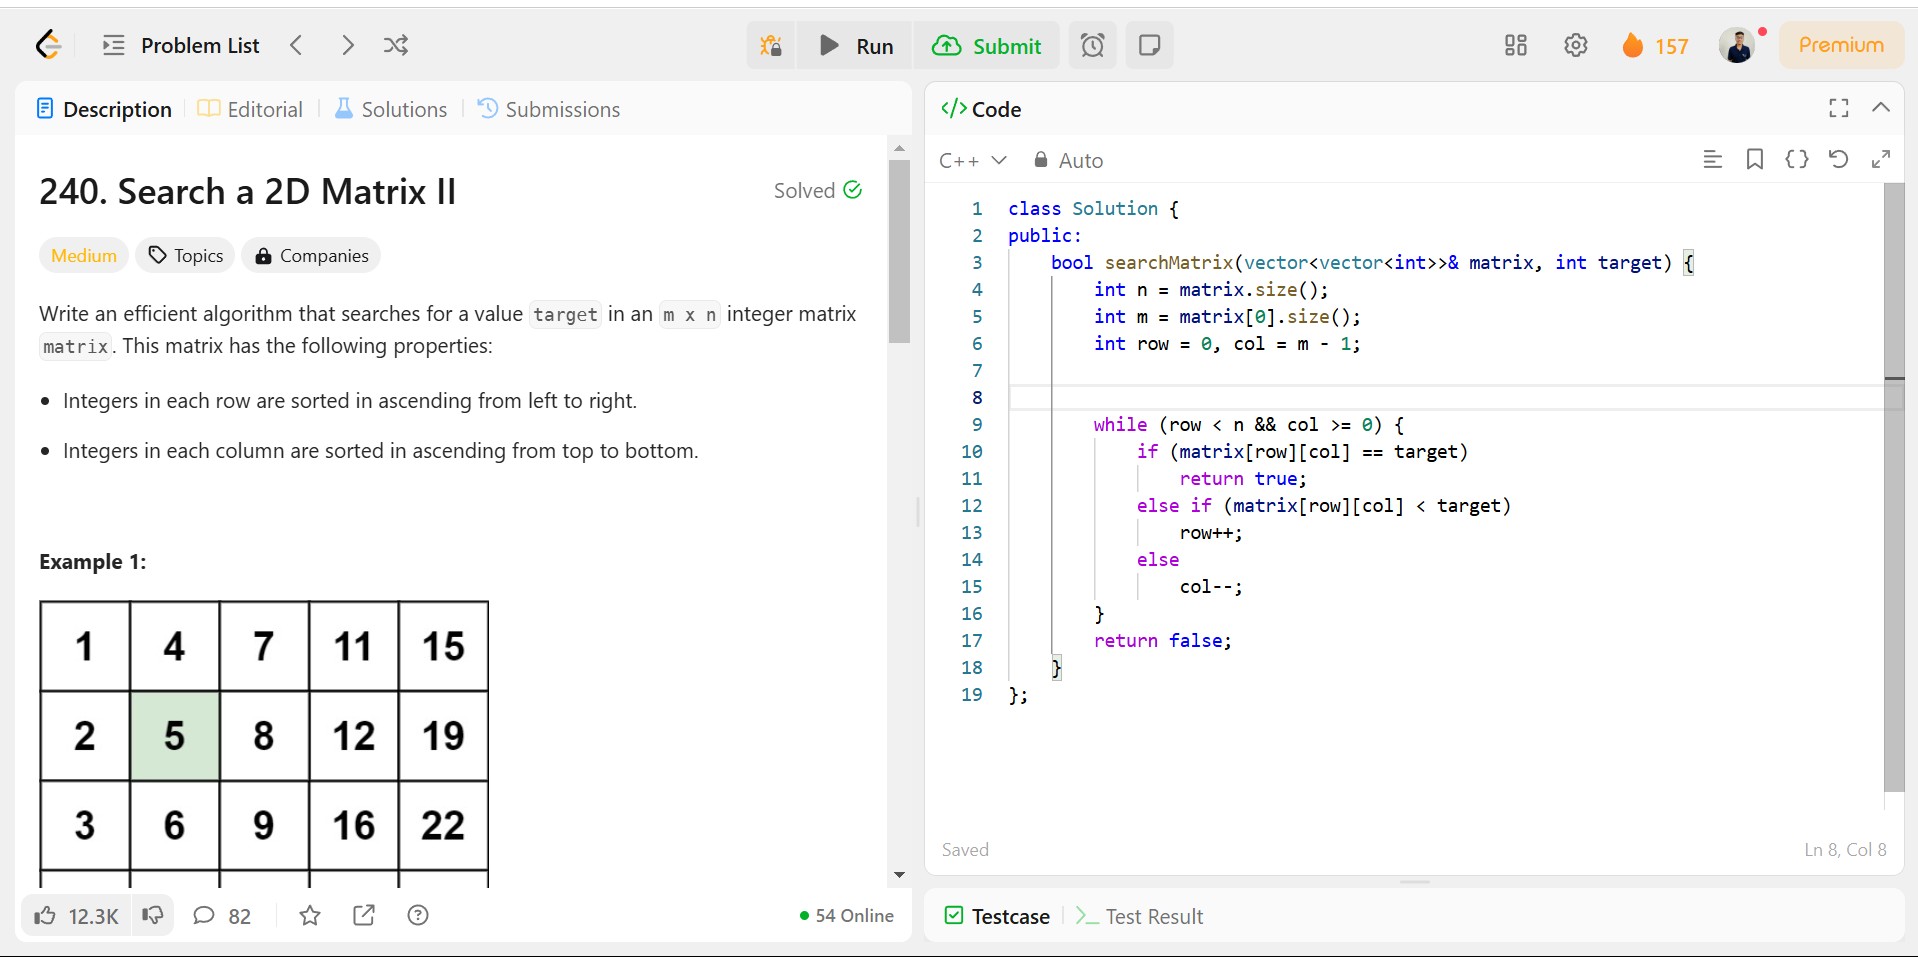 Problem List
Run
Submit
157
Premium
Description
Editorial
Solutions
Submissions
240. Search a 2D Matrix II
Solved
Medium
Topics
Companies
Write an efficient algorithm that searches for a value target in an m x n integer matrix
matrix. This matrix has the following properties:
• Integers in each row are sorted in ascending from left to right.
• Integers in each column are sorted in ascending from top to bottom.
Example 1:
1 4 7 11 15
2 5 8 12 19
3 6 9 16 22
12.3K
82
54 Online
</> Code
C++
Auto
1 class Solution {
2 public:
3     bool searchMatrix(vector<vector<int>>& matrix, int target) {
4         int n = matrix.size();
5         int m = matrix[0].size();
6         int row = 0, col = m - 1;
7
8
9         while (row < n && col >= 0) {
10             if (matrix[row][col] == target)
11                 return true;
12             else if (matrix[row][col] < target)
13                 row++;
14             else
15                 col--;
16         }
17         return false;
18     }
19 };
Saved
Ln 8, Col 8
Testcase
Test Result